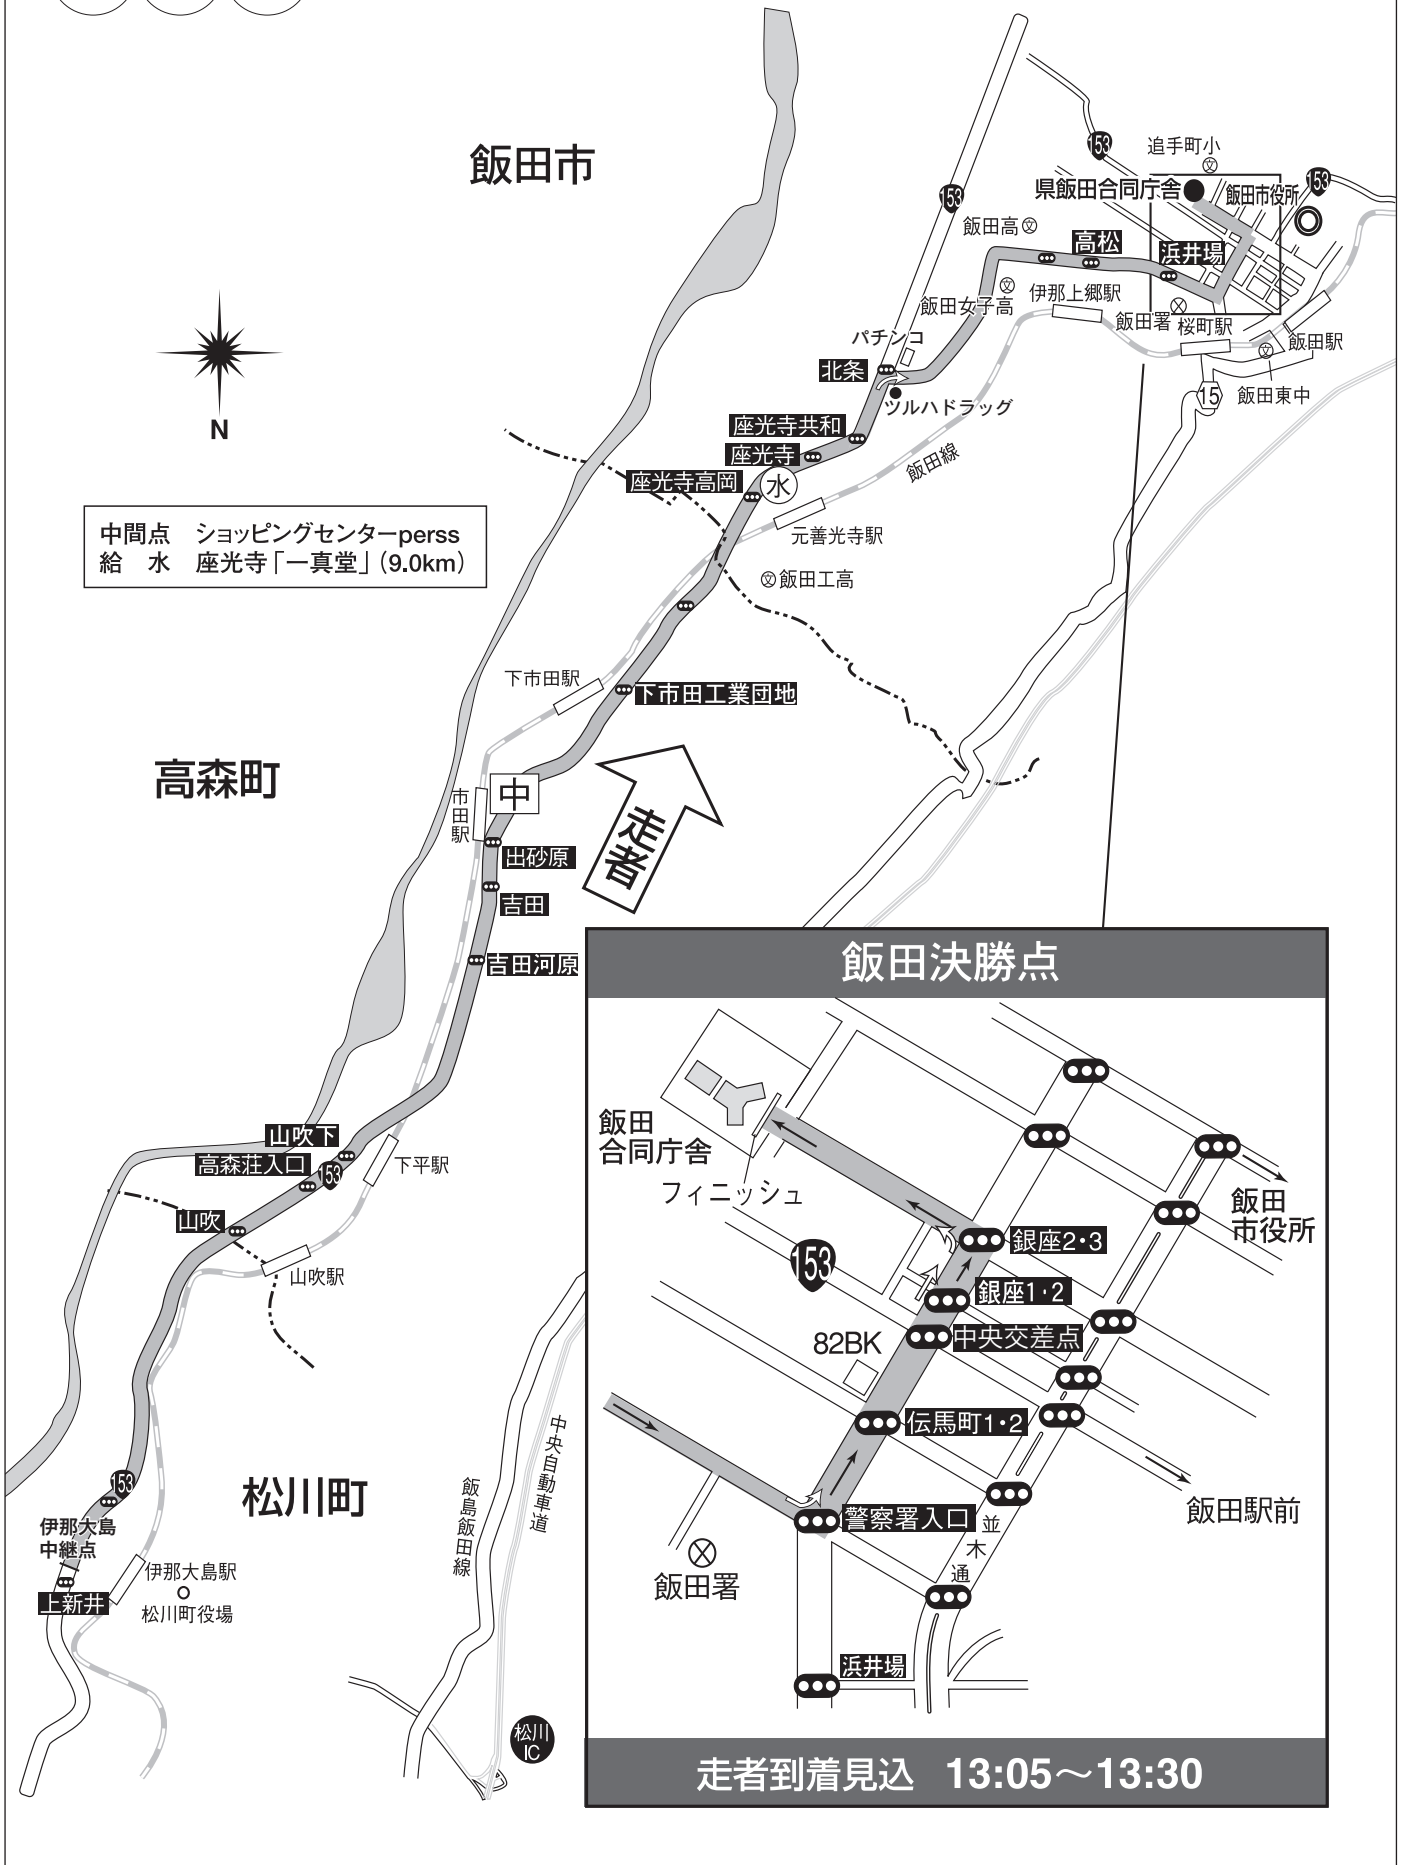 飯田市
153
追手町小
文
県飯田合同庁舎
飯田市役所
153
153
飯田高 文
高松
浜井場
文
飯田女子高
伊那上郷駅
飯田署
桜町駅
飯田駅
文
飯田東中
15
パチンコ
北条
ツルハドラッグ
座光寺共和
座光寺
座光寺高岡
水
飯田線
元善光寺駅
文 飯田工高
N
中間点 ショッピングセンターperss
給 水 座光寺「一真堂」(9.0km)
下市田駅
下市田工業団地
高森町
市田駅
中
走者
出砂原
吉田
吉田河原
山吹下
高森荘入口
153
下平駅
山吹
山吹駅
153
松川町
伊那大島
中継点
上新井
伊那大島駅
松川町役場
飯島飯田線
中央自動車道
松川
IC
飯田決勝点
飯田
合同庁舎
フィニッシュ
飯田
市役所
153
銀座2・3
銀座1・2
82BK
中央交差点
伝馬町1・2
飯田駅前
警察署入口
並木通
飯田署
浜井場
走者到着見込 13:05〜13:30